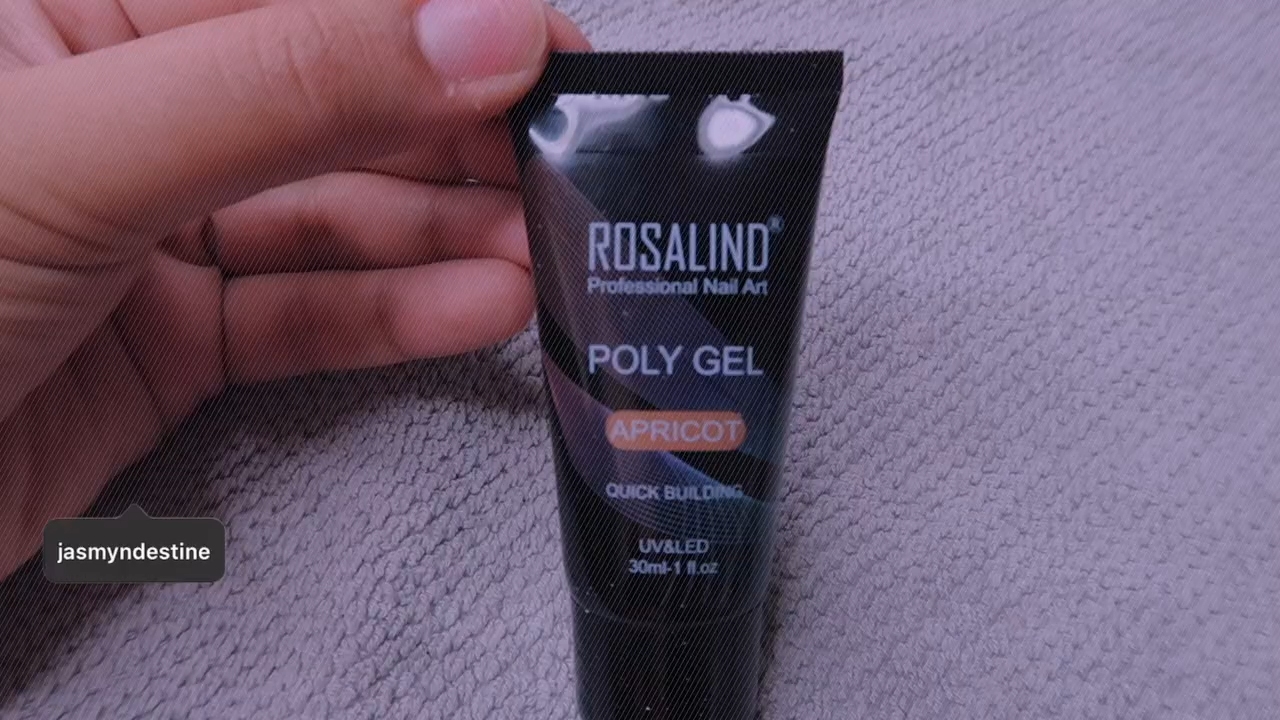 ROSALIND®
Professional Nail Art
POLY GEL
APRICOT
QUICK BUILDING
UV&LED
30ml-1 fl.oz
jasmyndestine